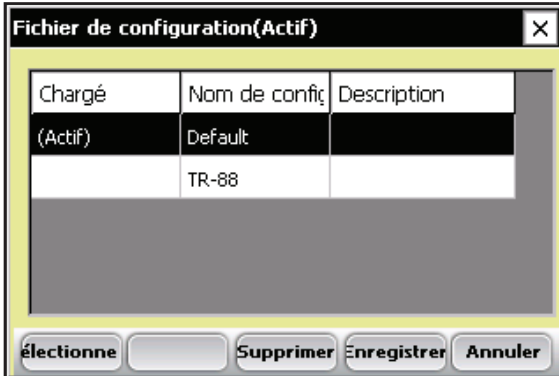 Fichier de configuration(Actif)
Chargé Nom de config Description
(Actif) Default
TR-88
électionne Supprimer Enregistrer Annuler